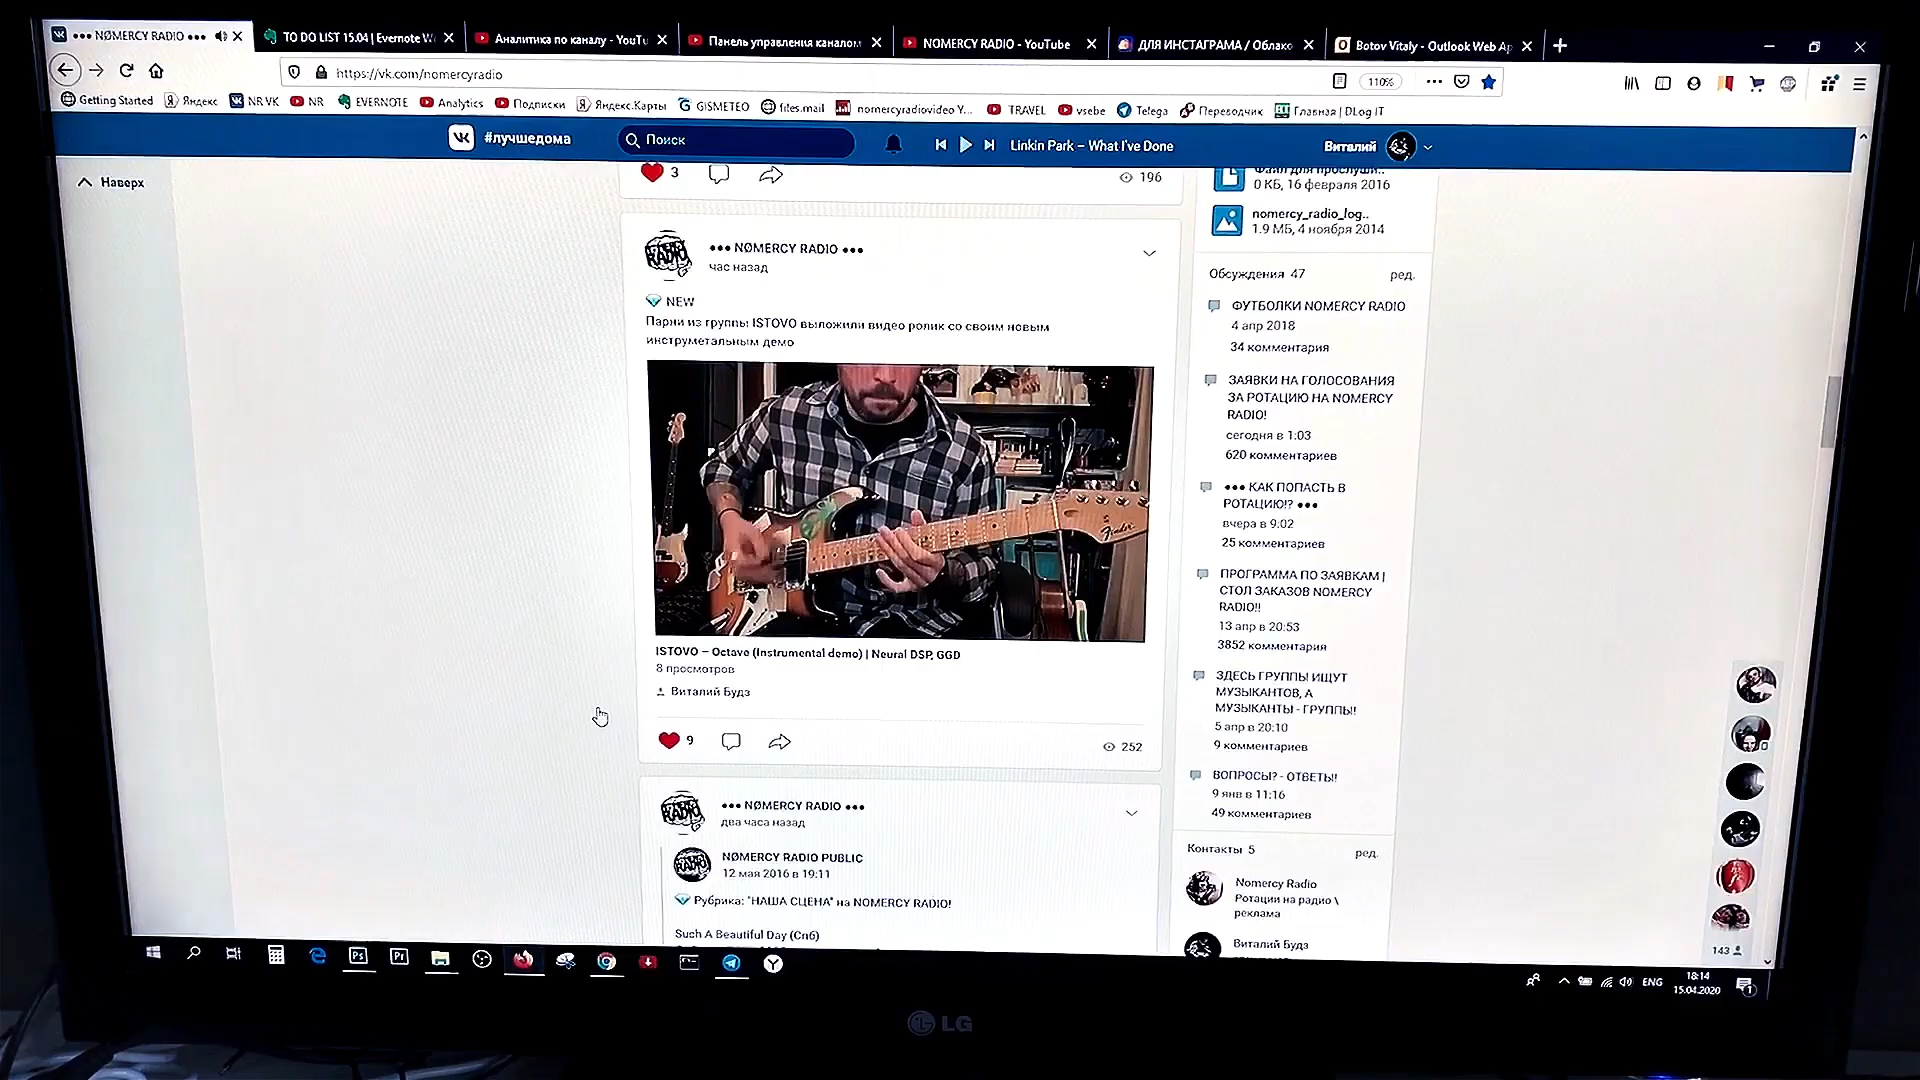 ••• NØMERCY RADIO •••
TO DO LIST 15.04 | Evernote W
Аналитика по каналу - YouTu
Панель управления каналом
NOMERCY RADIO - YouTube
ДЛЯ ИНСТАГРАМА / Облако
Botov Vitaly - Outlook Web Ap
https://vk.com/nomercyradio
110%
Getting Started
Яндекс
NR VK
NR
EVERNOTE
Analytics
Подписки
Яндекс.Карты
GISMETEO
files.mail
nomercyradiovideo Y...
TRAVEL
vsebe
Telega
Переводчик
Главная | DLog IT
#лучшедома
Поиск
Linkin Park – What I've Done
Виталий
Наверх
3
196
••• NØMERCY RADIO •••
час назад
NEW
Парни из группы ISTOVO выложили видео ролик со своим новым
инструметальным демо
Fender
ISTOVO – Octavo (Instrumental demo) | Neural DSP, GGD
8 просмотров
Виталий Будз
9
252
••• NØMERCY RADIO •••
два часа назад
NØMERCY RADIO PUBLIC
12 мая 2016 в 19:11
Рубрика: "НАША СЦЕНА" на NOMERCY RADIO!
Such A Beautiful Day (Спб)
Файл для прослуши..
0 КБ, 16 февраля 2016
nomercy_radio_log..
1.9 МБ, 4 ноября 2014
Обсуждения 47
ред.
ФУТБОЛКИ NOMERCY RADIO
4 апр 2018
34 комментария
ЗАЯВКИ НА ГОЛОСОВАНИЯ
ЗА РОТАЦИЮ НА NOMERCY
RADIO!
сегодня в 1:03
620 комментариев
••• КАК ПОПАСТЬ В
РОТАЦИЮ!? •••
вчера в 9:02
25 комментариев
ПРОГРАММА ПО ЗАЯВКАМ |
СТОЛ ЗАКАЗОВ NOMERCY
RADIO!!
13 апр в 20:53
3852 комментария
ЗДЕСЬ ГРУППЫ ИЩУТ
МУЗЫКАНТОВ, А
МУЗЫКАНТЫ - ГРУППЫ!
5 апр в 20:10
9 комментариев
ВОПРОСЫ? - ОТВЕТЫ!
9 янв в 11:16
49 комментариев
Контакты 5
ред.
Nomercy Radio
Ротации на радио \
реклама
Виталий Будз
143
ENG
18:14
15.04.2020
LG